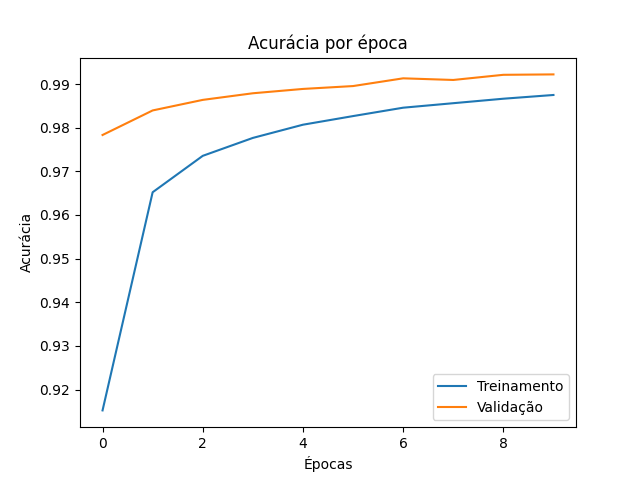 Acurácia por época
Acurácia
0.99
0.98
0.97
0.96
0.95
0.94
0.93
0.92
0 2 4 6 8
Épocas
Treinamento
Validação